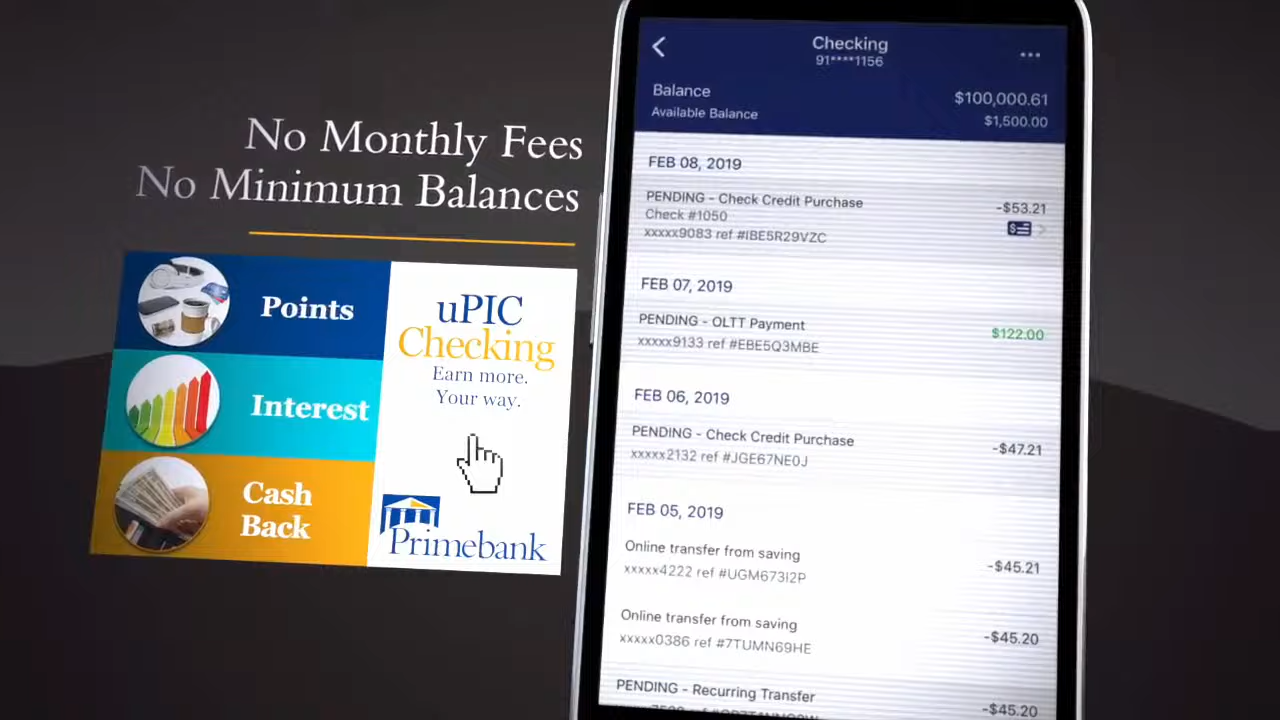 No Monthly Fees
No Minimum Balances
Points
Interest
Cash
Back
uPIC
Checking
Earn more.
Your way.
Primebank
Checking
91****1156
Balance $100,000.61
Available Balance $1,500.00
FEB 08, 2019
PENDING - Check Credit Purchase -$53.21
Check #1050
xxxxx9083 ref #IBE5R29VZC
FEB 07, 2019
PENDING - OLTT Payment $122.00
xxxxx9133 ref #EBE5Q3MBE
FEB 06, 2019
PENDING - Check Credit Purchase -$47.21
xxxxx2132 ref #JGE67NE0J
FEB 05, 2019
Online transfer from saving -$45.21
xxxxx4222 ref #UGM673I2P
Online transfer from saving -$45.20
xxxxx0386 ref #7TUMN69HE
PENDING - Recurring Transfer -$45.20